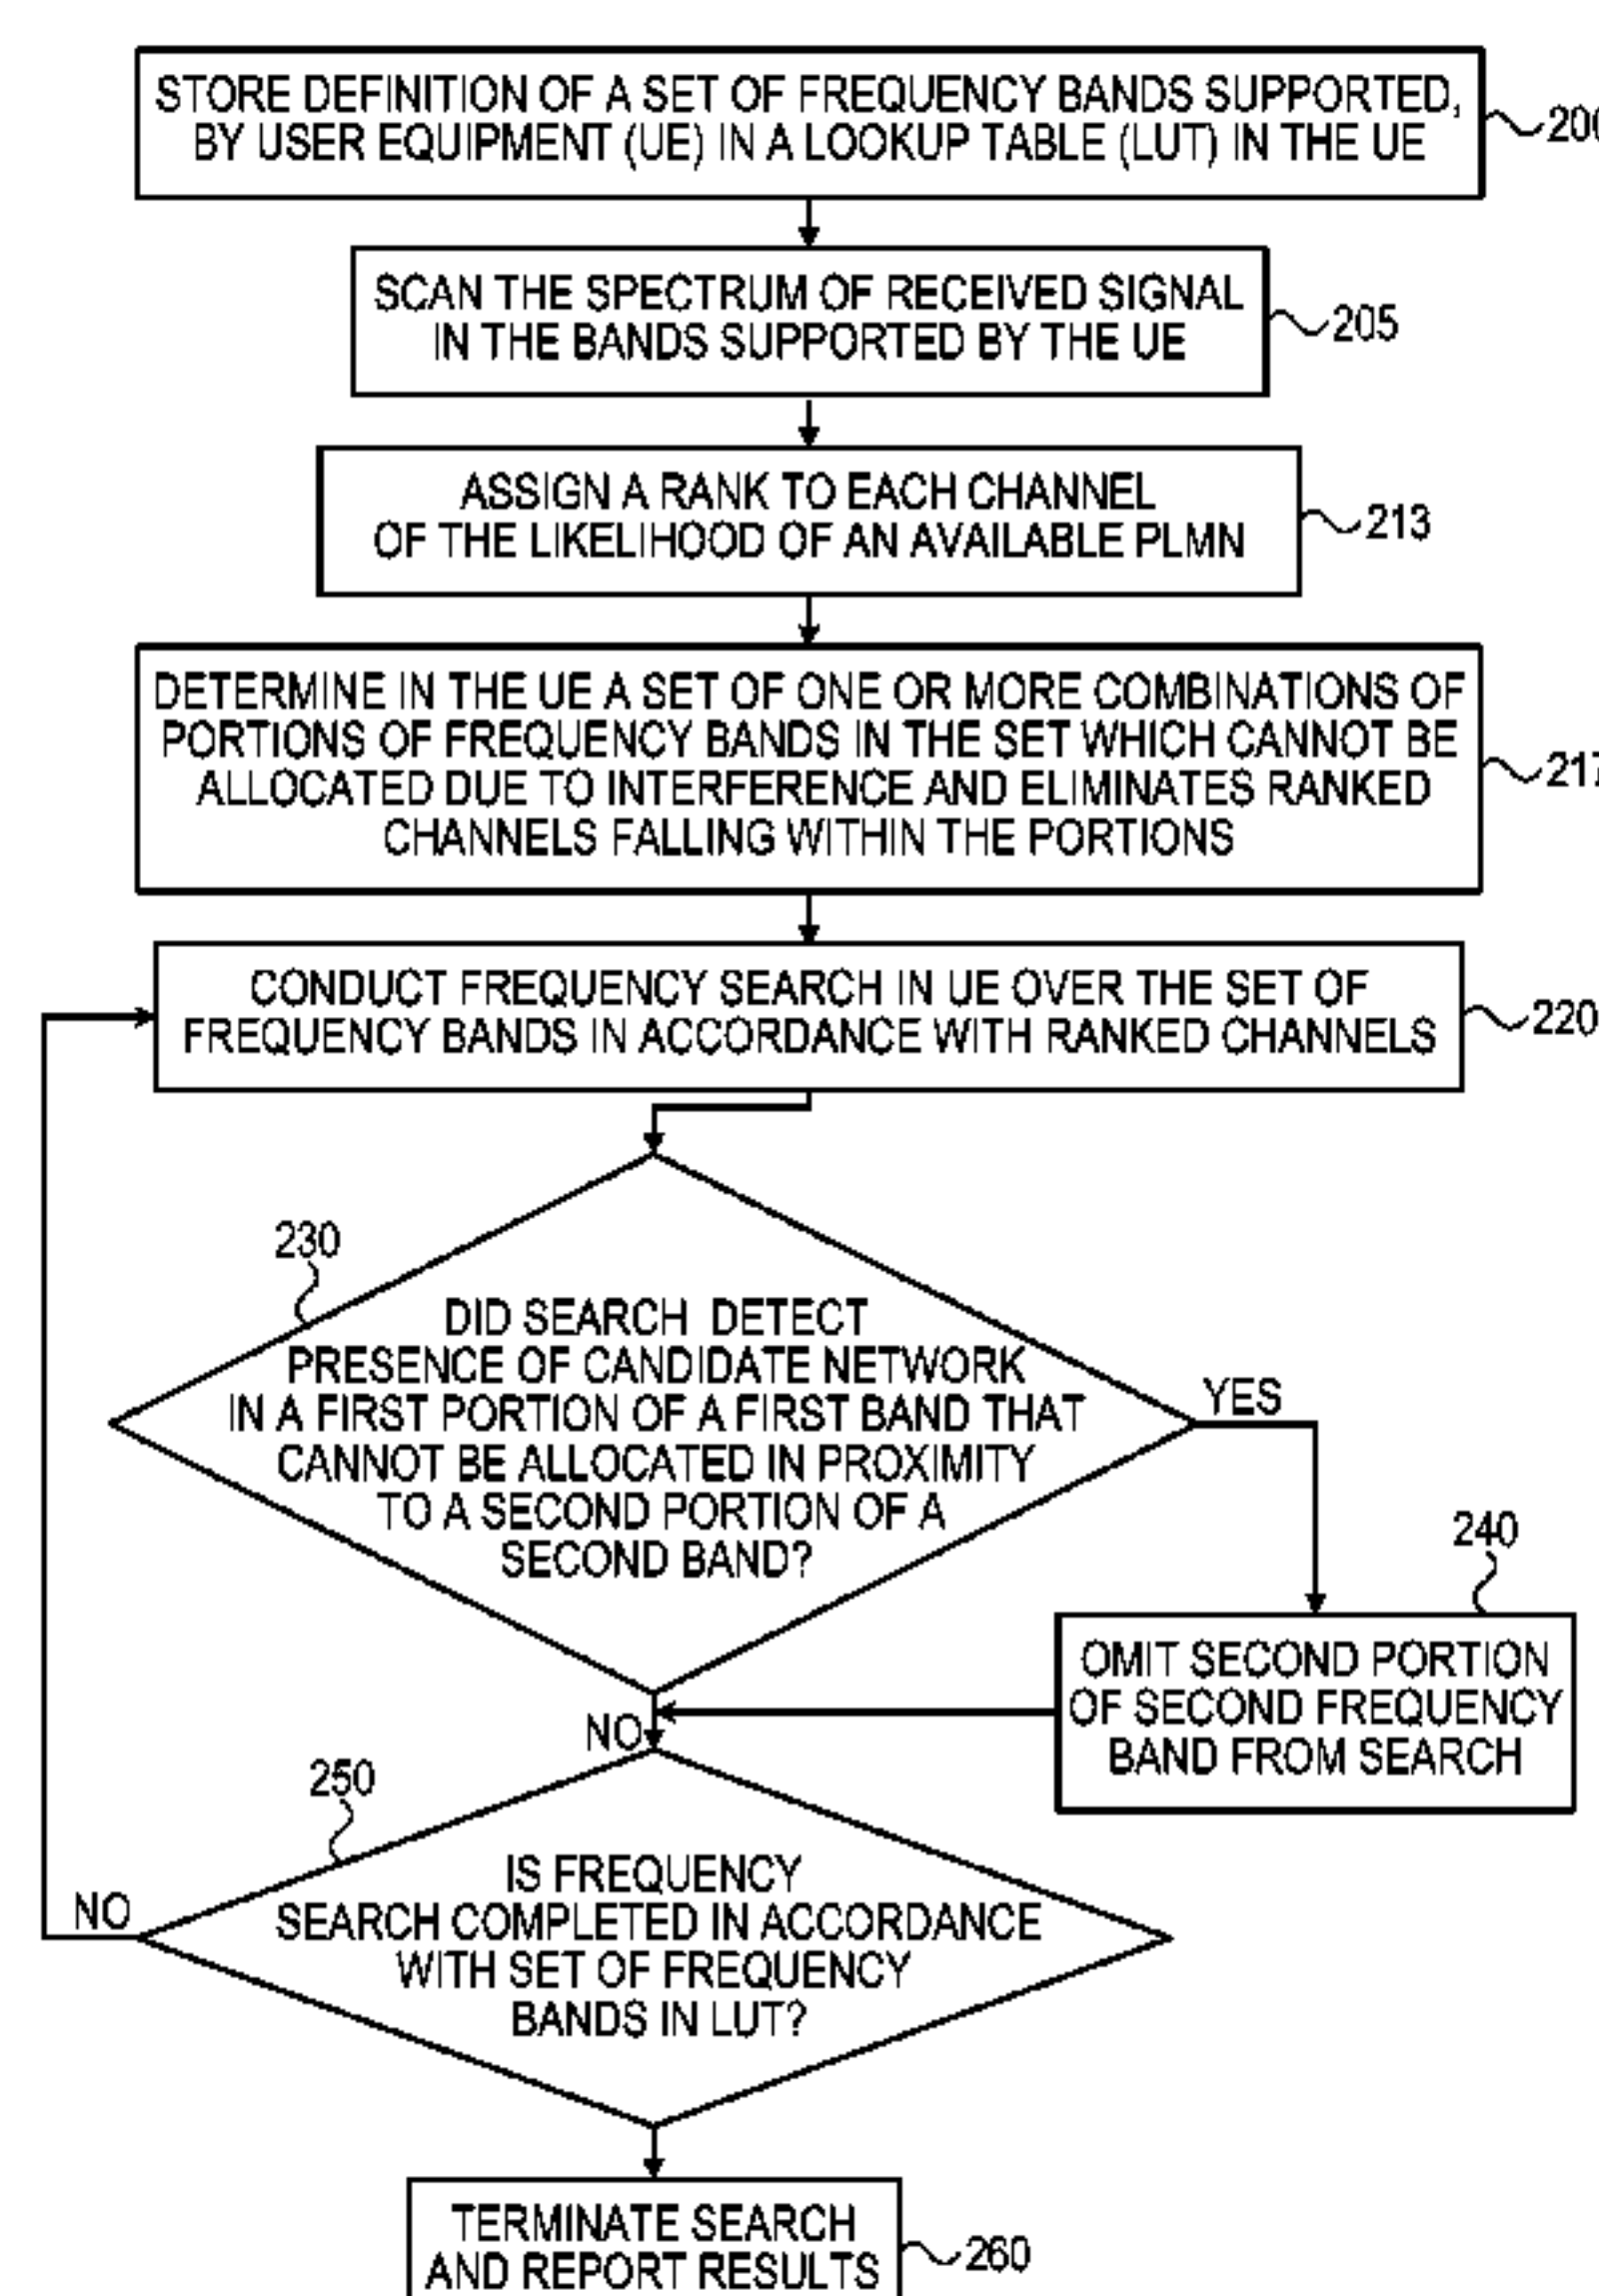 STORE DEFINITION OF A SET OF FREQUENCY BANDS SUPPORTED,
BY USER EQUIPMENT (UE) IN A LOOKUP TABLE (LUT) IN THE UE
200
SCAN THE SPECTRUM OF RECEIVED SIGNAL
IN THE BANDS SUPPORTED BY THE UE
205
ASSIGN A RANK TO EACH CHANNEL
OF THE LIKELIHOOD OF AN AVAILABLE PLMN
213
DETERMINE IN THE UE A SET OF ONE OR MORE COMBINATIONS OF
PORTIONS OF FREQUENCY BANDS IN THE SET WHICH CANNOT BE
ALLOCATED DUE TO INTERFERENCE AND ELIMINATES RANKED
CHANNELS FALLING WITHIN THE PORTIONS
217
CONDUCT FREQUENCY SEARCH IN UE OVER THE SET OF
FREQUENCY BANDS IN ACCORDANCE WITH RANKED CHANNELS
220
230
DID SEARCH DETECT
PRESENCE OF CANDIDATE NETWORK
IN A FIRST PORTION OF A FIRST BAND THAT
CANNOT BE ALLOCATED IN PROXIMITY
TO A SECOND PORTION OF A
SECOND BAND?
YES
240
OMIT SECOND PORTION
OF SECOND FREQUENCY
BAND FROM SEARCH
NO
250
IS FREQUENCY
SEARCH COMPLETED IN ACCORDANCE
WITH SET OF FREQUENCY
BANDS IN LUT?
NO
TERMINATE SEARCH
AND REPORT RESULTS
260